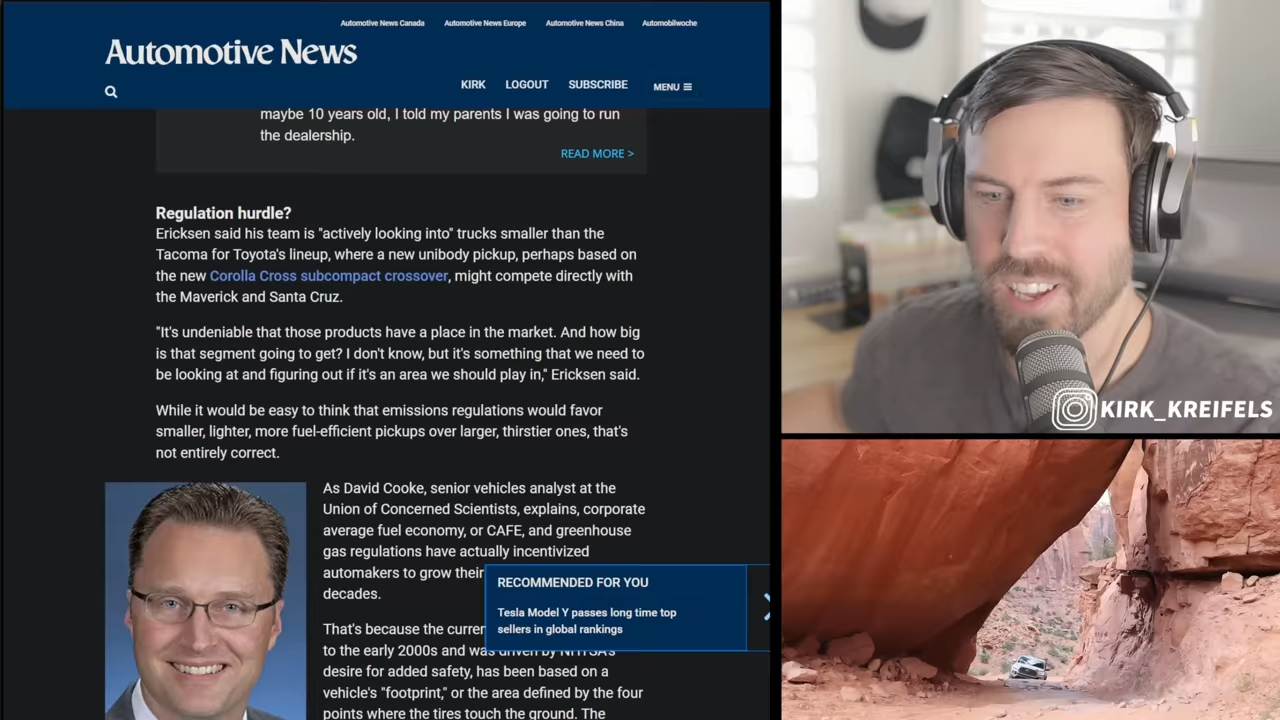 Automotive News Canada
Automotive News Europe
Automotive News China
Automobilwoche
Automotive News
KIRK
LOGOUT
SUBSCRIBE
MENU
maybe 10 years old, I told my parents I was going to run
the dealership.
READ MORE >
Regulation hurdle?
Ericksen said his team is "actively looking into" trucks smaller than the
Tacoma for Toyota's lineup, where a new unibody pickup, perhaps based on
the new Corolla Cross subcompact crossover, might compete directly with
the Maverick and Santa Cruz.
"It's undeniable that those products have a place in the market. And how big
is that segment going to get? I don't know, but it's something that we need to
be looking at and figuring out if it's an area we should play in," Ericksen said.
While it would be easy to think that emissions regulations would favor
smaller, lighter, more fuel-efficient pickups over larger, thirstier ones, that's
not entirely correct.
As David Cooke, senior vehicles analyst at the
Union of Concerned Scientists, explains, corporate
average fuel economy, or CAFE, and greenhouse
gas regulations have actually incentivized
automakers to grow their
decades.
That's because the curren
to the early 2000s and was driven by NHTSA's
desire for added safety, has been based on a
vehicle's "footprint," or the area defined by the four
points where the tires touch the ground. The
RECOMMENDED FOR YOU
Tesla Model Y passes long time top
sellers in global rankings
KIRK_KREIFELS